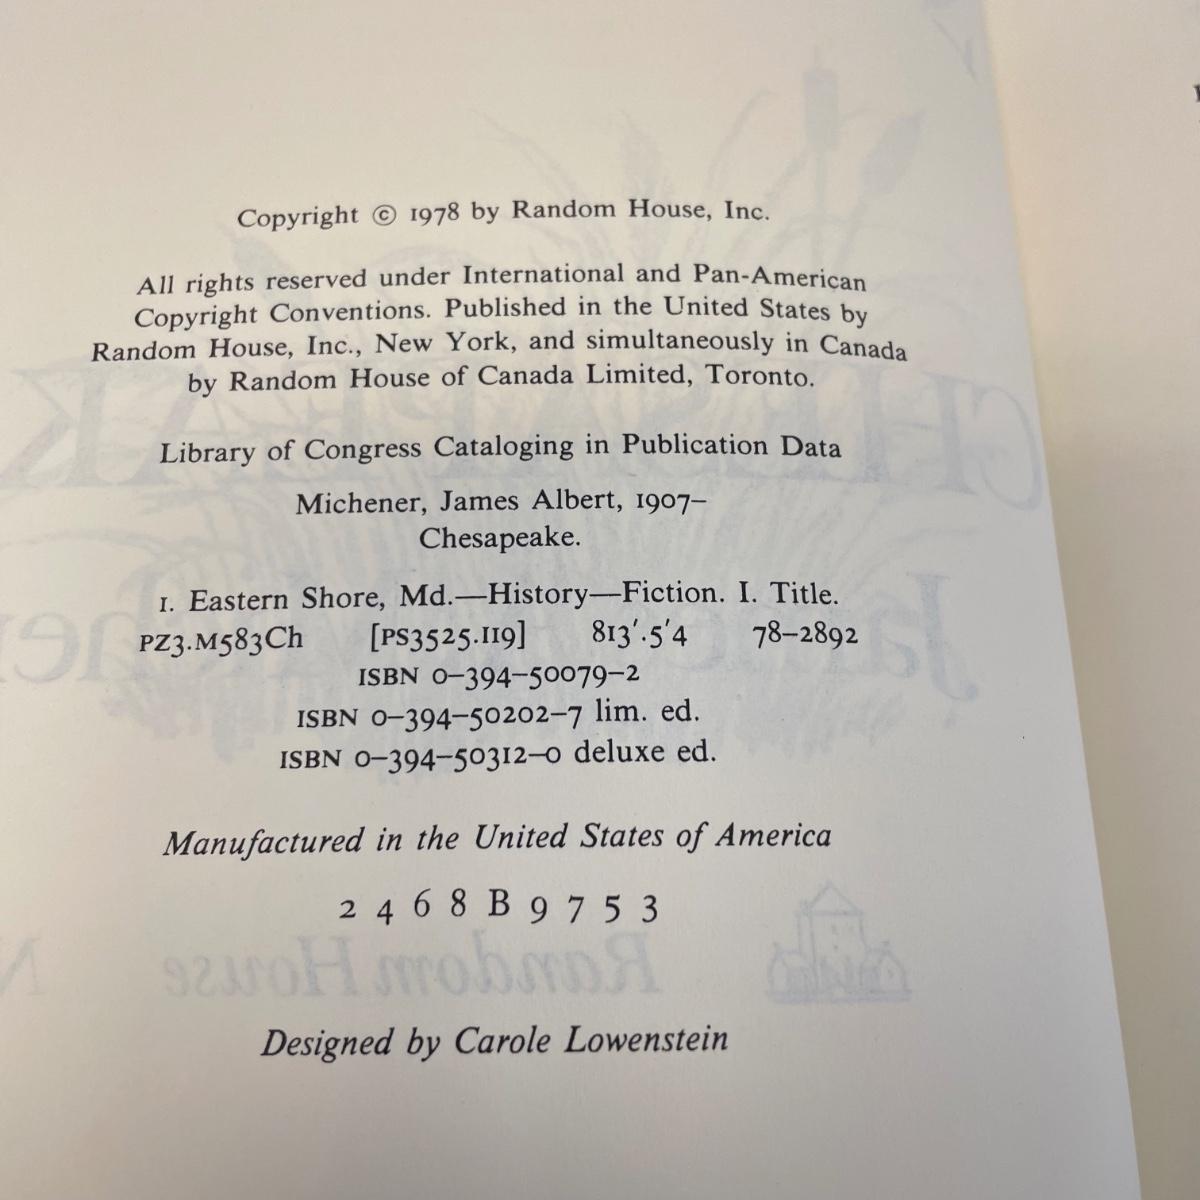 Copyright © 1978 by Random House, Inc.
All rights reserved under International and Pan-American
Copyright Conventions. Published in the United States by
Random House, Inc., New York, and simultaneously in Canada
by Random House of Canada Limited, Toronto.
Library of Congress Cataloging in Publication Data
Michener, James Albert, 1907–
Chesapeake.
1. Eastern Shore, Md.—History—Fiction. I. Title.
PZ3.M583Ch [PS3525.I19] 813'.5'4 78–2892
ISBN 0–394–50079–2
ISBN 0–394–50202–7 lim. ed.
ISBN 0–394–50312–0 deluxe ed.
Manufactured in the United States of America
2 4 6 8 B 9 7 5 3
Random House
Designed by Carole Lowenstein